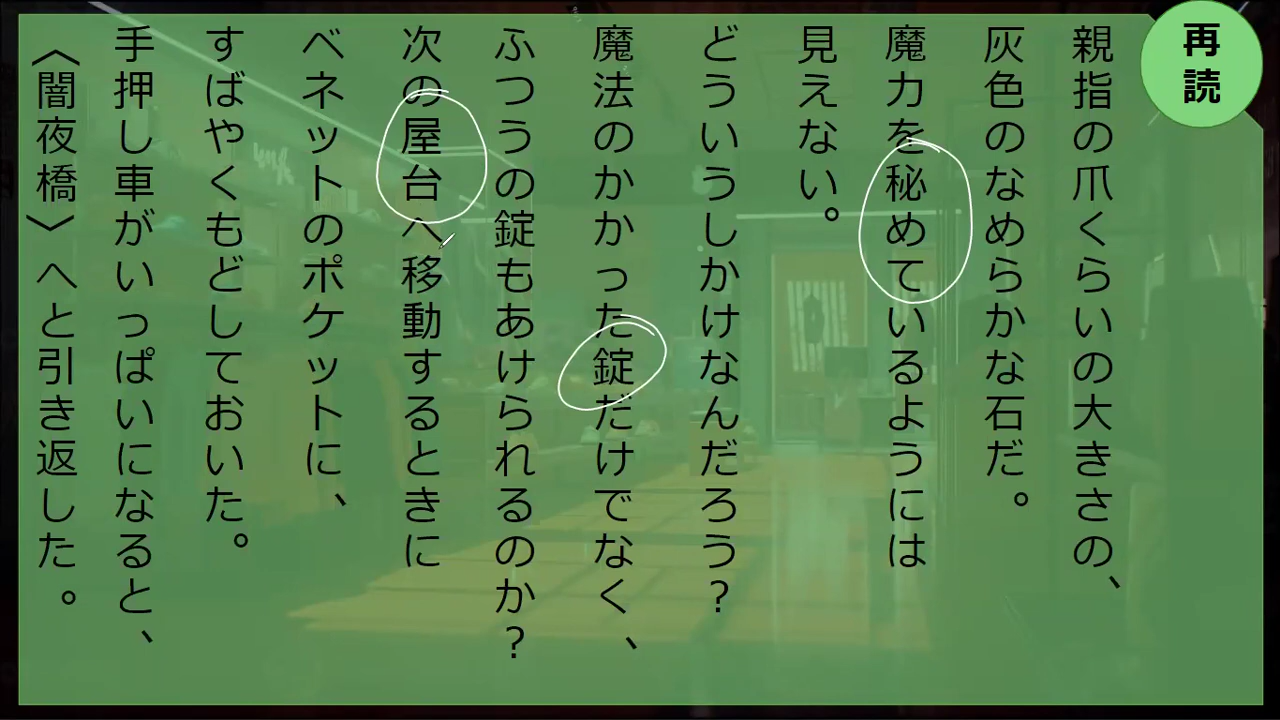 再読
親指の爪くらいの大きさの、
灰色のなめらかな石だ。
魔力を秘めているようには
見えない。
どういうしかけなんだろう？
魔法のかかった錠だけでなく、
ふつうの錠もあけられるのか？
次の屋台へ移動するときに
ベネットのポケットに、
すばやくもどしておいた。
手押し車がいっぱいになると、
〈闇夜橋〉へと引き返した。